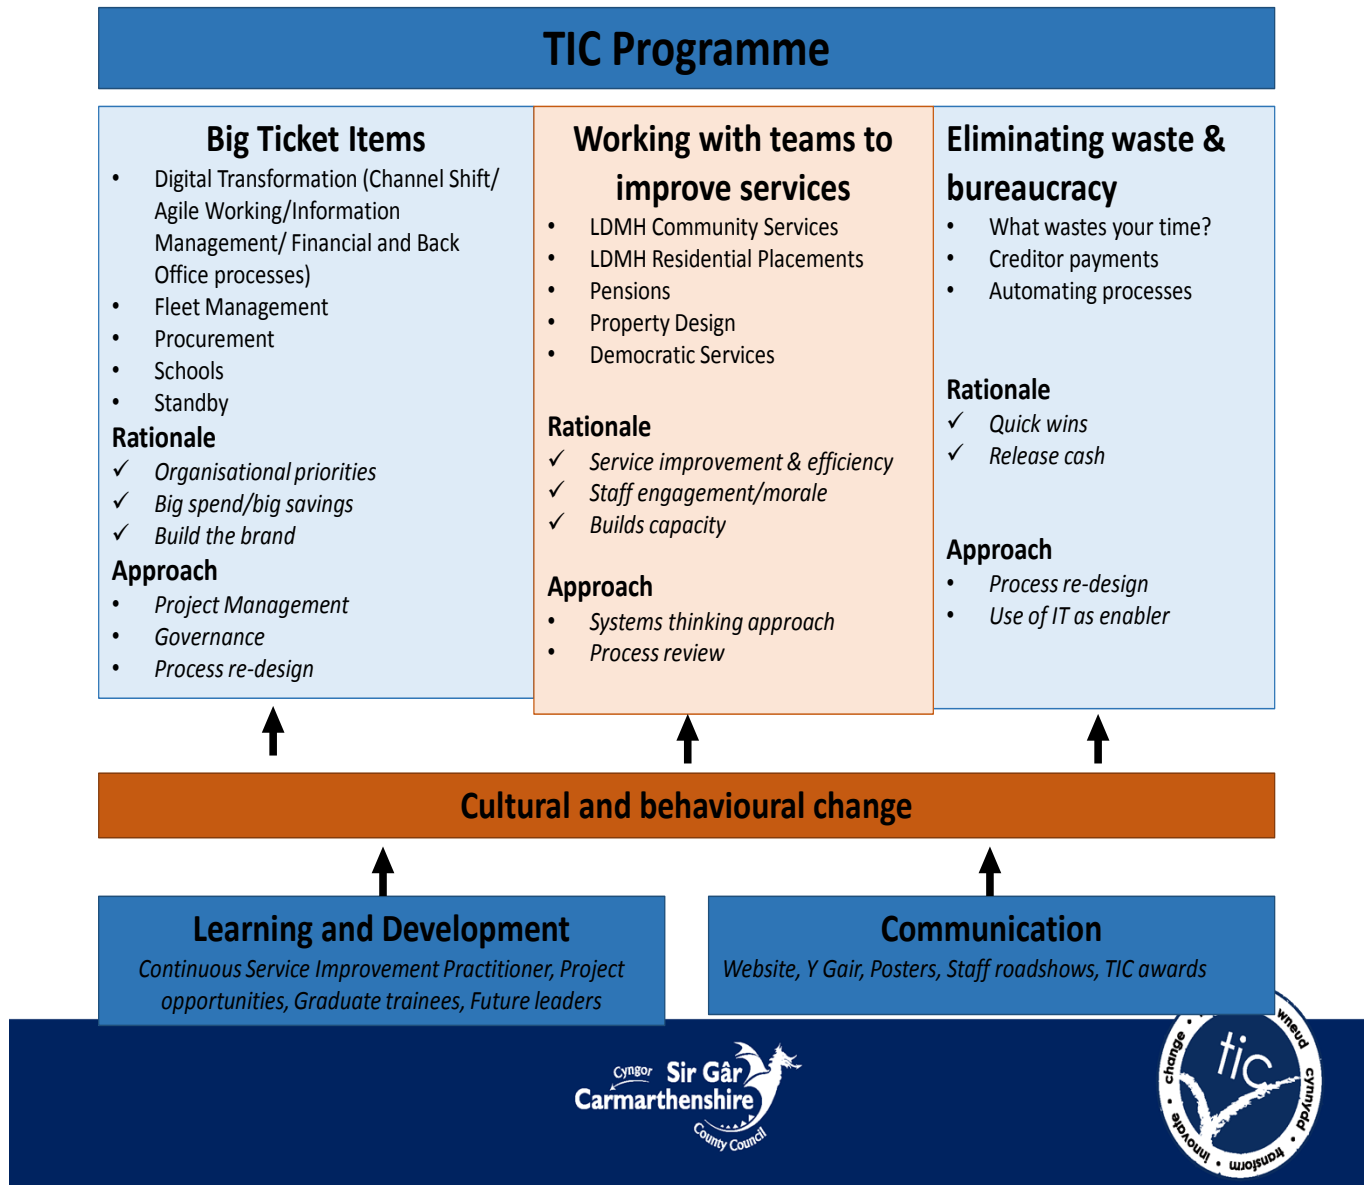 TIC Programme
Big Ticket Items
• Digital Transformation (Channel Shift/
Agile Working/Information
Management/ Financial and Back
Office processes)
• Fleet Management
• Procurement
• Schools
• Standby
Rationale
✓ Organisational priorities
✓ Big spend/big savings
✓ Build the brand
Approach
• Project Management
• Governance
• Process re-design
Working with teams to
improve services
• LDMH Community Services
• LDMH Residential Placements
• Pensions
• Property Design
• Democratic Services
Rationale
✓ Service improvement & efficiency
✓ Staff engagement/morale
✓ Builds capacity
Approach
• Systems thinking approach
• Process review
Eliminating waste &
bureaucracy
• What wastes your time?
• Creditor payments
• Automating processes
Rationale
✓ Quick wins
✓ Release cash
Approach
• Process re-design
• Use of IT as enabler
Cultural and behavioural change
Learning and Development
Continuous Service Improvement Practitioner, Project
opportunities, Graduate trainees, Future leaders
Communication
Website, Y Gair, Posters, Staff roadshows, TIC awards
Cyngor Sir Gâr
Carmarthenshire
County Council
tic
wneud • cynnydd • transform • innovate • change •